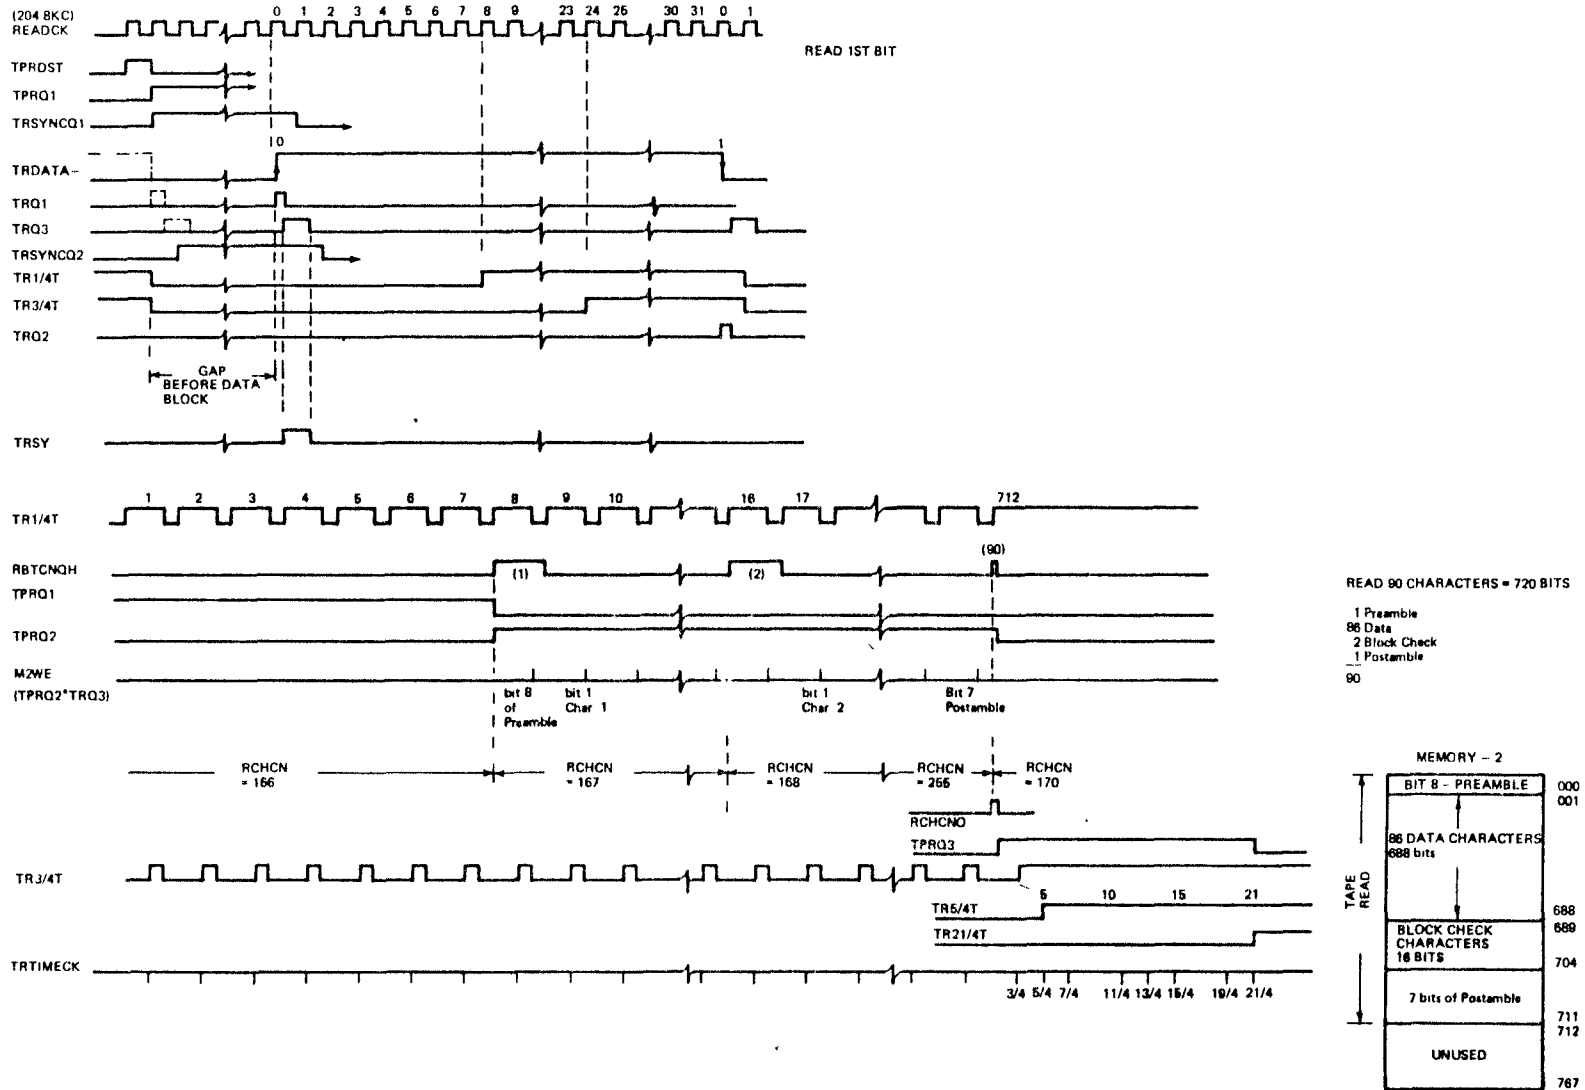 (204 8KC)
READCK
0 1 2 3 4 5 6 7 8 9 23 24 25 30 31 0 1
READ 1ST BIT
TPRDST
TPRQ1
TRSYNCQ1
0 1
TRDATA-
TRQ1
TRQ3
TRSYNCQ2
TR1/4T
TR3/4T
TRQ2
GAP
BEFORE DATA
BLOCK
TRSY
1 2 3 4 5 6 7 8 9 10 16 17 712
TR1/4T
(90)
RBTCNQH
(1) (2)
TPRQ1
TPRQ2
M2WE
(TPRQ2*TRQ3)
bit 8
of
Preamble
bit 1
Char 1
bit 1
Char 2
Bit 7
Postamble
READ 90 CHARACTERS = 720 BITS
1 Preamble
86 Data
2 Block Check
1 Postamble
90
RCHCN
= 166
RCHCN
= 167
RCHCN
= 168
RCHCN
= 255
RCHCN
= 170
RCHCNO
TPRQ3
TR3/4T
5 10 15 21
TR5/4T
TR21/4T
TRTIMECK
3/4 5/4 7/4 11/4 13/4 15/4 19/4 21/4
MEMORY - 2
BIT 8 - PREAMBLE
000
001
86 DATA CHARACTERS
688 bits
TAPE
READ
688
689
BLOCK CHECK
CHARACTERS
16 BITS
704
7 bits of Postamble
711
712
UNUSED
767